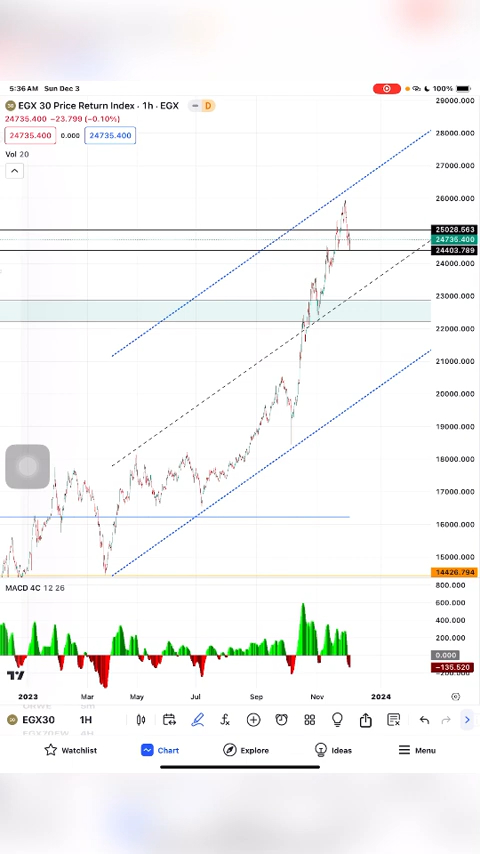 5:36 AM Sun Dec 3
100%
30 EGX 30 Price Return Index · 1h · EGX
D
24735.400 −23.799 (−0.10%)
24735.400 0.000 24735.400
Vol 20
29000.000
28000.000
27000.000
26000.000
25028.563
24735.400
24403.789
24000.000
23000.000
22000.000
21000.000
20000.000
19000.000
18000.000
17000.000
16000.000
15000.000
14426.794
MACD 4C 12 26
800.000
600.000
400.000
200.000
0.000
−135.520
2023 Mar May Jul Sep Nov 2024
EGX30 1H
Watchlist Chart Explore Ideas Menu